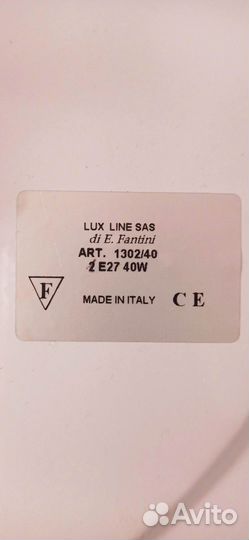 LUX LINE SAS
di E. Fantini
ART. 1302/40
2 E27 40W
F
MADE IN ITALY CE
Avito